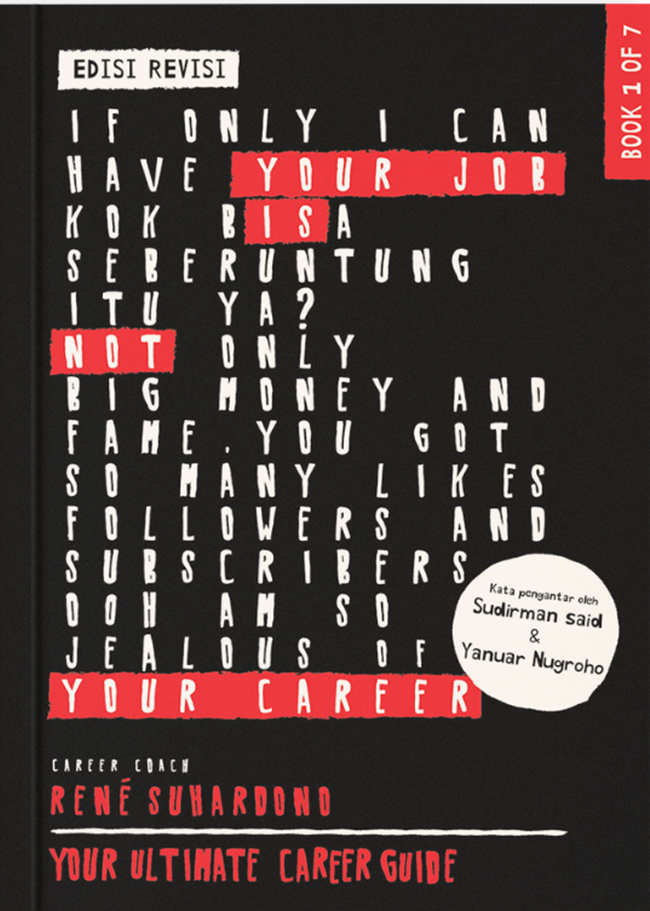 EDISI REVISI
BOOK 1 OF 7
IF ONLY I CAN
HAVE YOUR JOB
KOK BISA
SEBERUNTUNG
ITU YA?
NOT ONLY
BIG MONEY AND
FAME.YOU GOT
SO MANY LIKES
FOLLOWERS AND
SUBSCRIBERS
OOH AM SO
JEALOUS OF
YOUR CAREER
Kata pengantar oleh
Sudirman said
&
Yanuar Nugroho
CAREER COACH
RENÉ SUHARDONO
YOUR ULTIMATE CAREER GUIDE